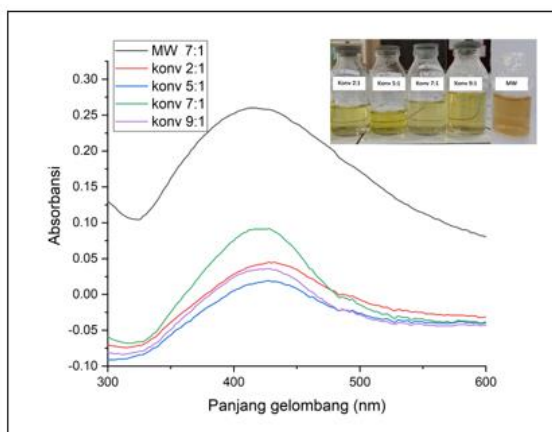 MW 7:1
konv 2:1
konv 5:1
konv 7:1
konv 9:1
Konv 2:1
Konv 5:1
Konv 7:1
Konv 9:1
MW
Absorbansi
0.30
0.25
0.20
0.15
0.10
0.05
0.00
-0.05
-0.10
300
400
500
600
Panjang gelombang (nm)